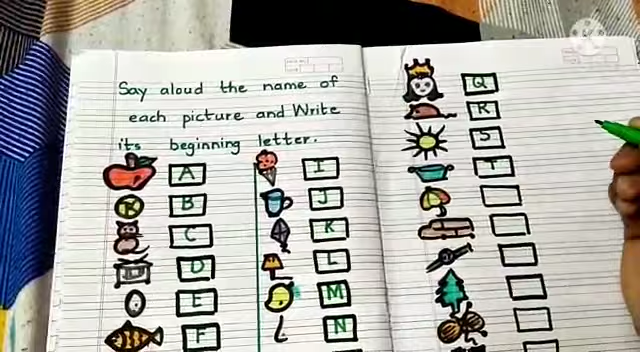 Say aloud the name of
each picture and Write
its beginning letter.
A
B
C
D
E
F
I
J
K
L
M
N
Q
R
S
T